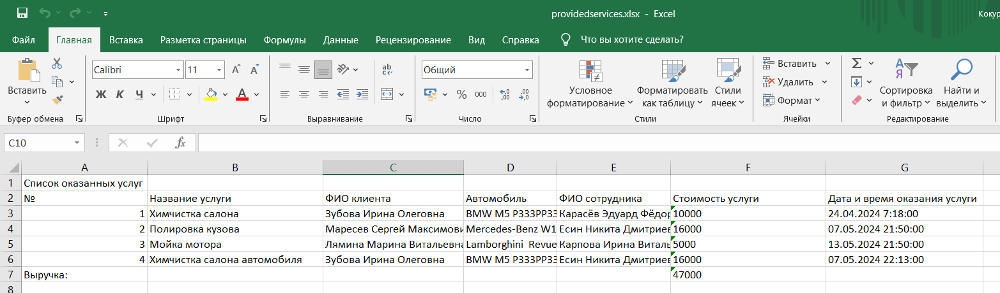 providedservices.xlsx - Excel
Кокур
Файл Главная Вставка Разметка страницы Формулы Данные Рецензирование Вид Справка Что вы хотите сделать?
Вставить
Буфер обмена
Calibri 11
Ж К Ч
Шрифт
Выравнивание
Общий
% 000
Число
Условное форматирование
Форматировать как таблицу
Стили ячеек
Стили
Вставить
Удалить
Формат
Ячейки
Сортировка и фильтр
Найти и выделить
Редактирование
C10 fx
A B C D E F G
1 Список оказанных услуг
2 № Название услуги ФИО клиента Автомобиль ФИО сотрудника Стоимость услуги Дата и время оказания услуги
3 1 Химчистка салона Зубова Ирина Олеговна BMW M5 P333PP33 Карасёв Эдуард Фёдор 10000 24.04.2024 7:18:00
4 2 Полировка кузова Маресев Сергей Максимови Mercedes-Benz W1 Есин Никита Дмитриев 16000 07.05.2024 21:50:00
5 3 Мойка мотора Лямина Марина Витальевна Lamborghini Revue Карпова Ирина Виталь 5000 13.05.2024 21:50:00
6 4 Химчистка салона автомобиля Зубова Ирина Олеговна BMW M5 P333PP33 Есин Никита Дмитриев 16000 07.05.2024 22:13:00
7 Выручка: 47000
8